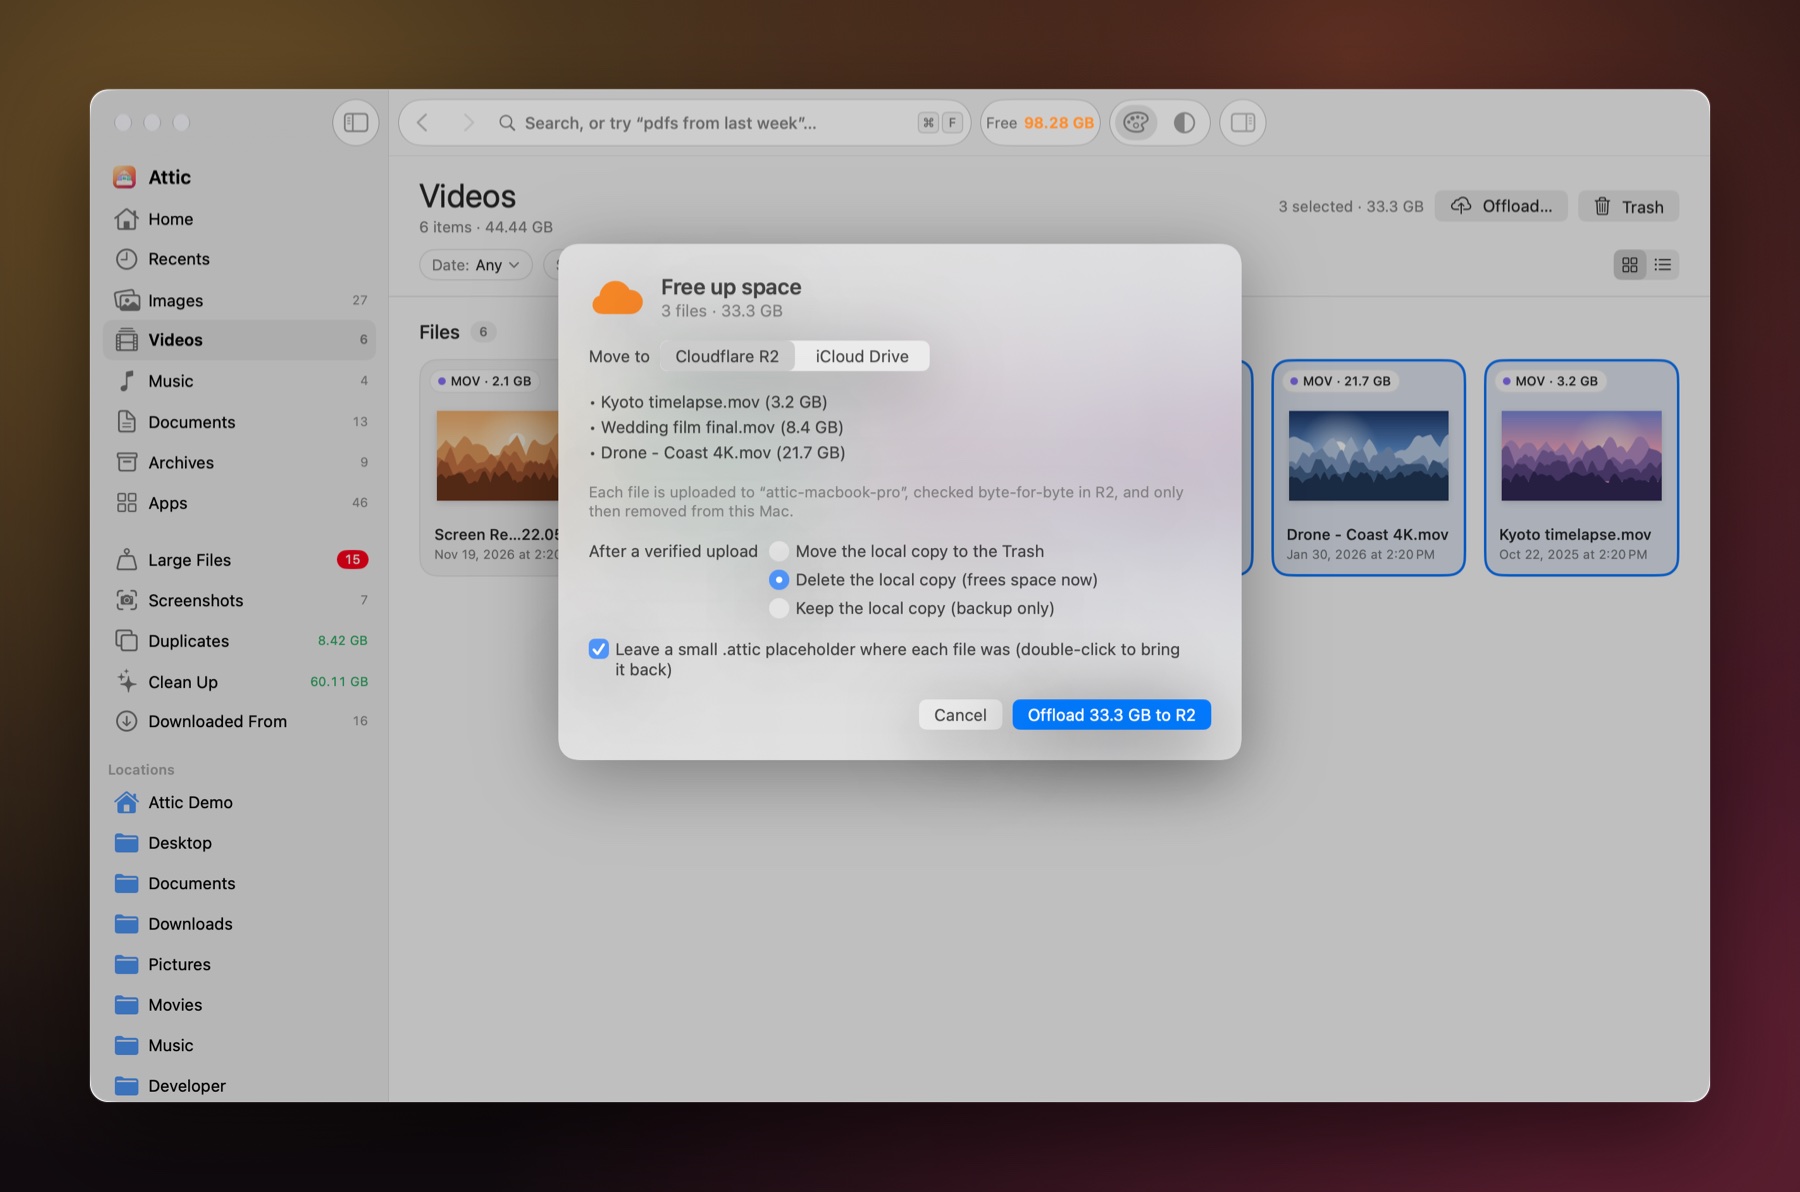 Attic
Home
Recents
Images 27
Videos 6
Music 4
Documents 13
Archives 9
Apps 46
Large Files 15
Screenshots 7
Duplicates 8.42 GB
Clean Up 60.11 GB
Downloaded From 16
Locations
Attic Demo
Desktop
Documents
Downloads
Pictures
Movies
Music
Developer
Search, or try “pdfs from last week”... ⌘ F
Free 98.28 GB
Videos
6 items · 44.44 GB
3 selected · 33.3 GB
Offload...
Trash
Date: Any
Files 6
MOV · 2.1 GB
Screen Re...22.05
Nov 19, 2026 at 2:20
MOV · 21.7 GB
Drone - Coast 4K.mov
Jan 30, 2026 at 2:20 PM
MOV · 3.2 GB
Kyoto timelapse.mov
Oct 22, 2025 at 2:20 PM
Free up space
3 files · 33.3 GB
Move to Cloudflare R2 iCloud Drive
• Kyoto timelapse.mov (3.2 GB)
• Wedding film final.mov (8.4 GB)
• Drone - Coast 4K.mov (21.7 GB)
Each file is uploaded to “attic-macbook-pro”, checked byte-for-byte in R2, and only
then removed from this Mac.
After a verified upload Move the local copy to the Trash
Delete the local copy (frees space now)
Keep the local copy (backup only)
Leave a small .attic placeholder where each file was (double-click to bring
it back)
Cancel
Offload 33.3 GB to R2